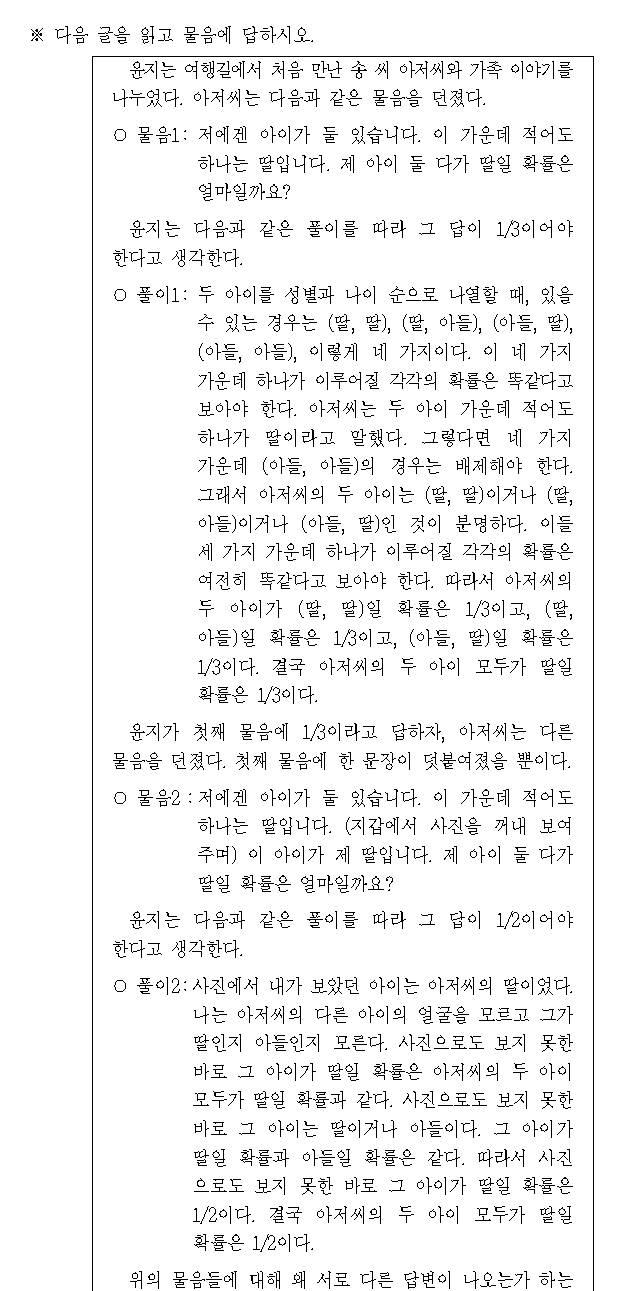 ※ 다음 글을 읽고 물음에 답하시오.
윤지는 여행길에서 처음 만난 송 씨 아저씨와 가족 이야기를
나누었다. 아저씨는 다음과 같은 물음을 던졌다.
○ 물음1: 저에겐 아이가 둘 있습니다. 이 가운데 적어도
하나는 딸입니다. 제 아이 둘 다가 딸일 확률은
얼마일까요?
윤지는 다음과 같은 풀이를 따라 그 답이 1/3이어야
한다고 생각한다.
○ 풀이1: 두 아이를 성별과 나이 순으로 나열할 때, 있을
수 있는 경우는 (딸, 딸), (딸, 아들), (아들, 딸),
(아들, 아들), 이렇게 네 가지이다. 이 네 가지
가운데 하나가 이루어질 각각의 확률은 똑같다고
보아야 한다. 아저씨는 두 아이 가운데 적어도
하나가 딸이라고 말했다. 그렇다면 네 가지
가운데 (아들, 아들)의 경우는 배제해야 한다.
그래서 아저씨의 두 아이는 (딸, 딸)이거나 (딸,
아들)이거나 (아들, 딸)인 것이 분명하다. 이들
세 가지 가운데 하나가 이루어질 각각의 확률은
여전히 똑같다고 보아야 한다. 따라서 아저씨의
두 아이가 (딸, 딸)일 확률은 1/3이고, (딸,
아들)일 확률은 1/3이고, (아들, 딸)일 확률은
1/3이다. 결국 아저씨의 두 아이 모두가 딸일
확률은 1/3이다.
윤지가 첫째 물음에 1/3이라고 답하자, 아저씨는 다른
물음을 던졌다. 첫째 물음에 한 문장이 덧붙여졌을 뿐이다.
○ 물음2 : 저에겐 아이가 둘 있습니다. 이 가운데 적어도
하나는 딸입니다. (지갑에서 사진을 꺼내 보여
주며) 이 아이가 제 딸입니다. 제 아이 둘 다가
딸일 확률은 얼마일까요?
윤지는 다음과 같은 풀이를 따라 그 답이 1/2이어야
한다고 생각한다.
○ 풀이2: 사진에서 내가 보았던 아이는 아저씨의 딸이었다.
나는 아저씨의 다른 아이의 얼굴을 모르고 그가
딸인지 아들인지 모른다. 사진으로도 보지 못한
바로 그 아이가 딸일 확률은 아저씨의 두 아이
모두가 딸일 확률과 같다. 사진으로도 보지 못한
바로 그 아이는 딸이거나 아들이다. 그 아이가
딸일 확률과 아들일 확률은 같다. 따라서 사진
으로도 보지 못한 바로 그 아이가 딸일 확률은
1/2이다. 결국 아저씨의 두 아이 모두가 딸일
확률은 1/2이다.
위의 물음들에 대해 왜 서로 다른 답변이 나오는가 하는